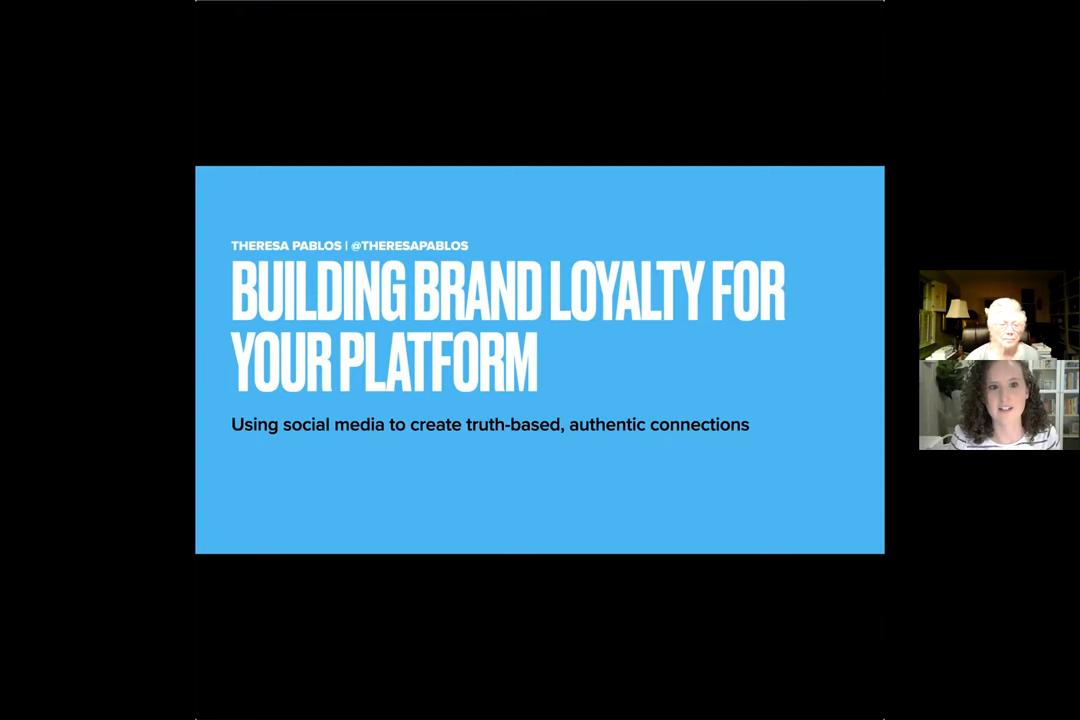 THERESA PABLOS | @THERESAPABLOS
BUILDING BRAND LOYALTY FOR
YOUR PLATFORM
Using social media to create truth-based, authentic connections